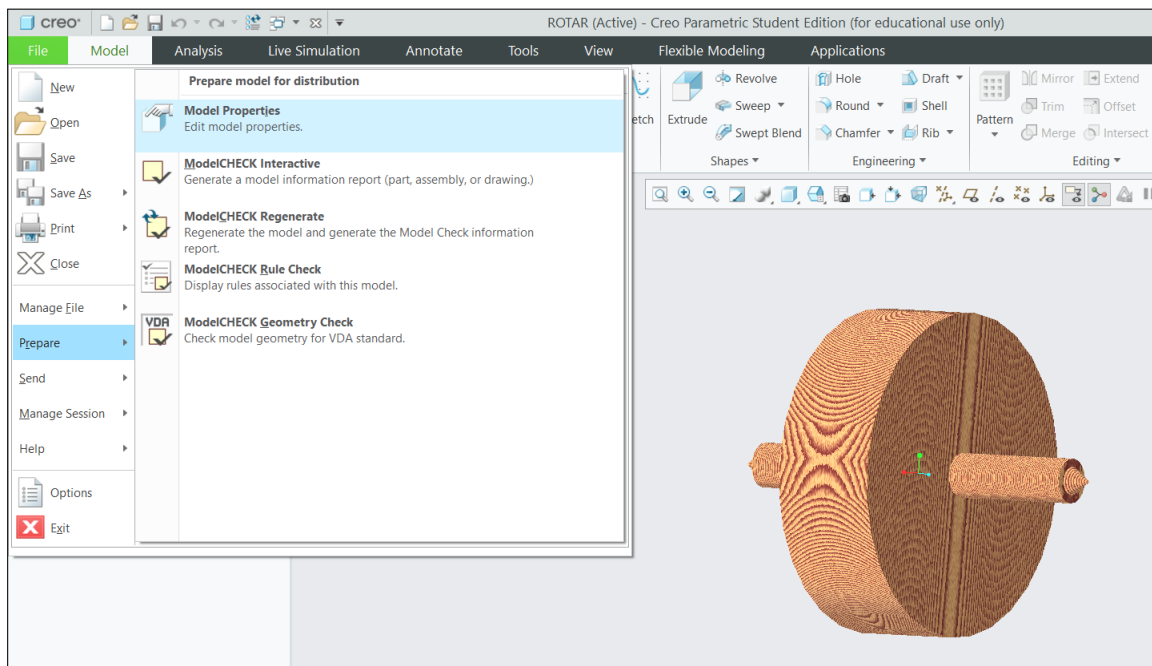 creo
ROTAR (Active) - Creo Parametric Student Edition (for educational use only)
File Model Analysis Live Simulation Annotate Tools View Flexible Modeling Applications
New
Open
Save
Save As
Print
Close
Manage File
Prepare
Send
Manage Session
Help
Options
Exit
Prepare model for distribution
Model Properties
Edit model properties.
ModelCHECK Interactive
Generate a model information report (part, assembly, or drawing.)
ModelCHECK Regenerate
Regenerate the model and generate the Model Check information
report.
ModelCHECK Rule Check
Display rules associated with this model.
VDA
ModelCHECK Geometry Check
Check model geometry for VDA standard.
etch
Extrude
Revolve
Sweep
Swept Blend
Shapes
Hole
Round
Chamfer
Draft
Shell
Rib
Engineering
Pattern
Mirror
Trim
Merge
Extend
Offset
Intersect
Editing